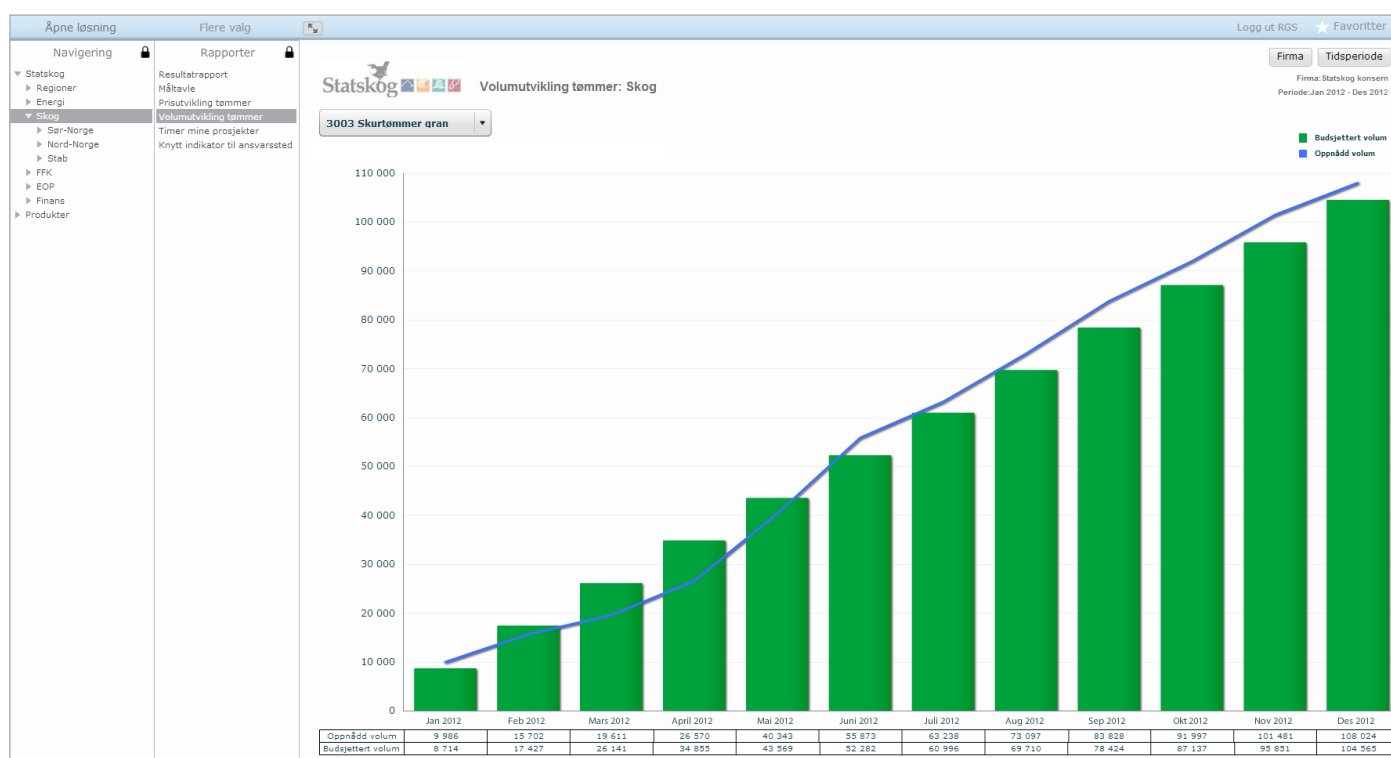 Åpne løsning Flere valg Logg ut RGS Favoritter
Navigering Rapporter
Statskog
Regioner
Energi
Skog
Sør-Norge
Nord-Norge
Stab
FFK
EOP
Finans
Produkter
Resultatrapport
Måltavle
Prisutvikling tømmer
Volumutvikling tømmer
Timer mine prosjekter
Knytt indikator til ansvarssted
Firma Tidsperiode
Firma:Statskog konsern
Periode:Jan 2012 - Des 2012
Statskog Volumutvikling tømmer: Skog
3003 Skurtømmer gran
Budsjettert volum
Oppnådd volum
110 000
100 000
90 000
80 000
70 000
60 000
50 000
40 000
30 000
20 000
10 000
0
Jan 2012 Feb 2012 Mars 2012 April 2012 Mai 2012 Juni 2012 Juli 2012 Aug 2012 Sep 2012 Okt 2012 Nov 2012 Des 2012
Oppnådd volum 9 986 15 702 19 611 26 570 40 343 55 873 63 238 73 097 83 828 91 997 101 481 108 024
Budsjettert volum 8 714 17 427 26 141 34 855 43 569 52 282 60 996 69 710 78 424 87 137 95 851 104 565